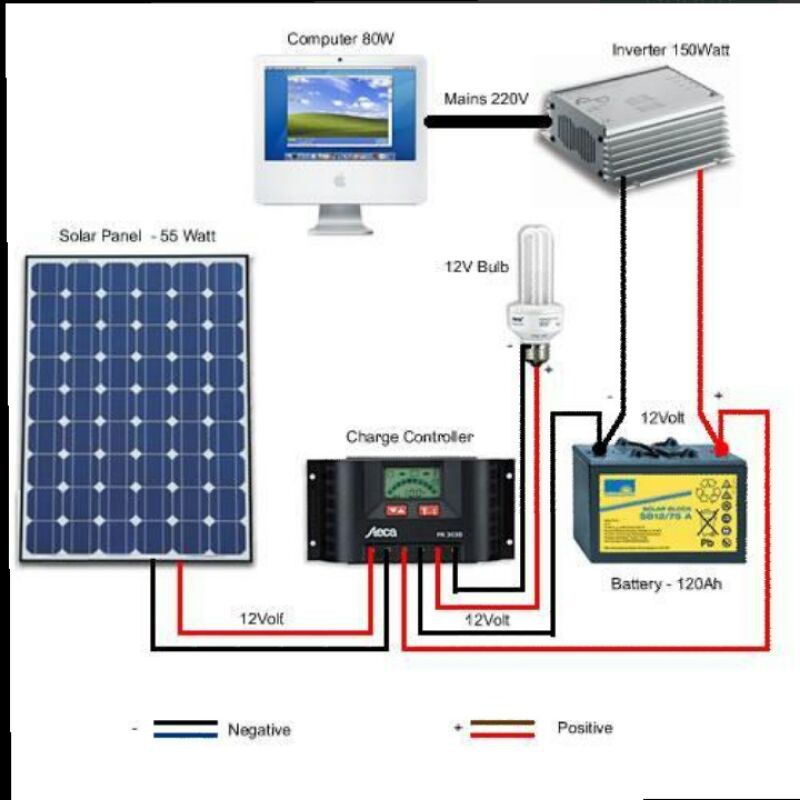 Computer 80W
Inverter 150Watt
Mains 220V
Solar Panel - 55 Watt
12V Bulb
-
+
-
+
12Volt
Charge Controller
SOLAR BLOCK
SB12/75 A
Pb
Steca
PR 3030
Battery - 120Ah
12Volt
12Volt
- Negative
+ Positive